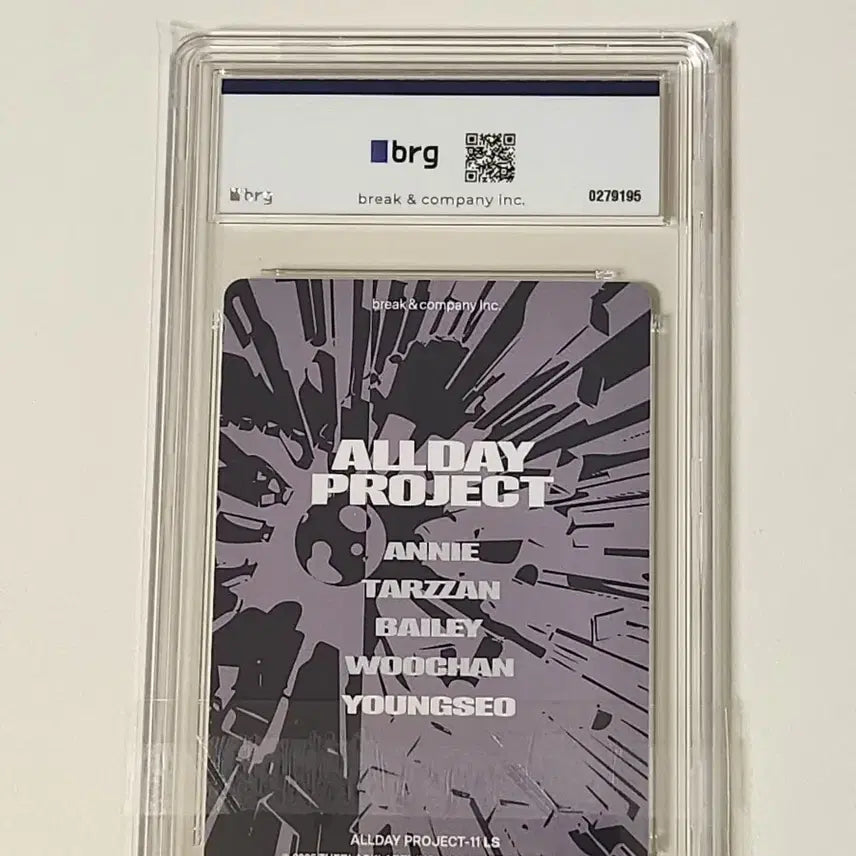 brg
brg
break & company inc.
0279195
break & company Inc.
ALLDAY
PROJECT
ANNIE
TARZZAN
BAILEY
WOOCHAN
YOUNGSEO
ALLDAY PROJECT-11 LS